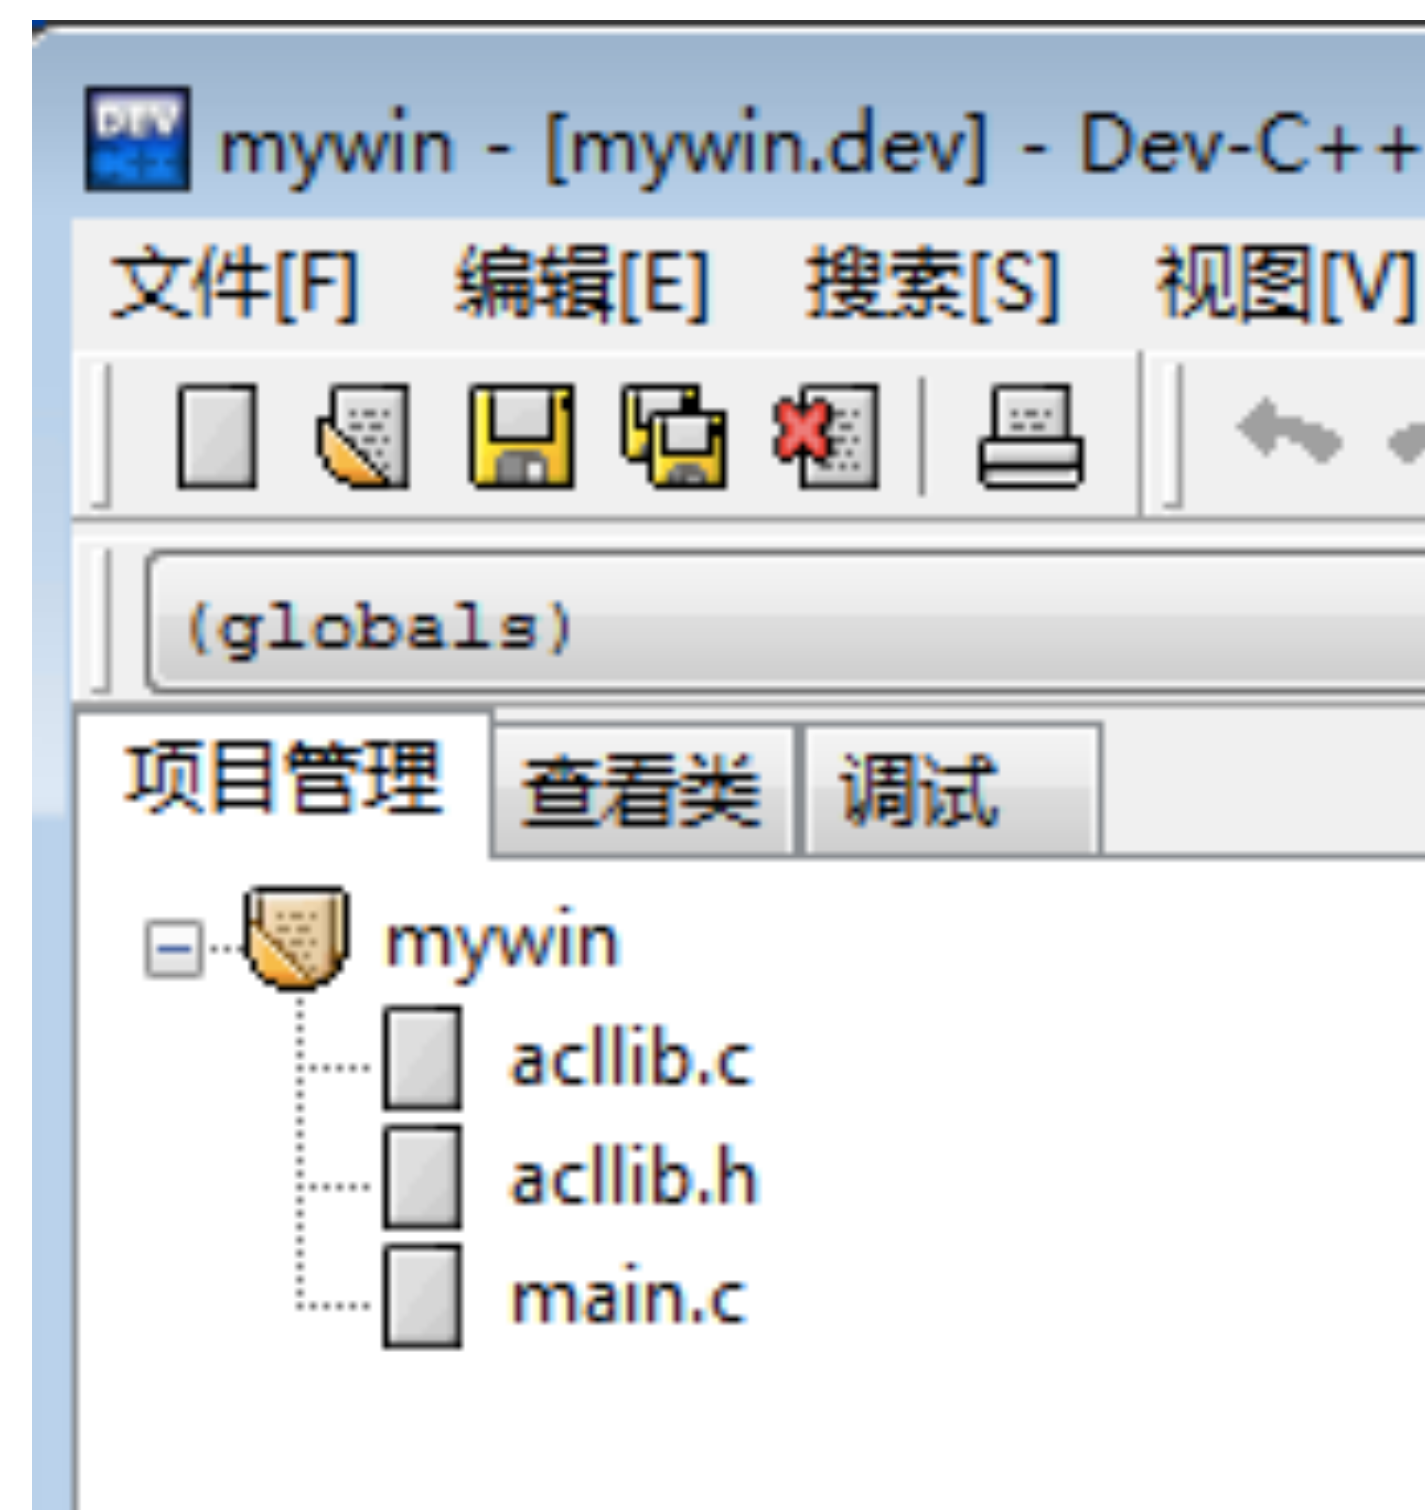 DEV C++
mywin - [mywin.dev] - Dev-C++
文件[F] 编辑[E] 搜索[S] 视图[V]
(globals)
项目管理 查看类 调试
mywin
acllib.c
acllib.h
main.c